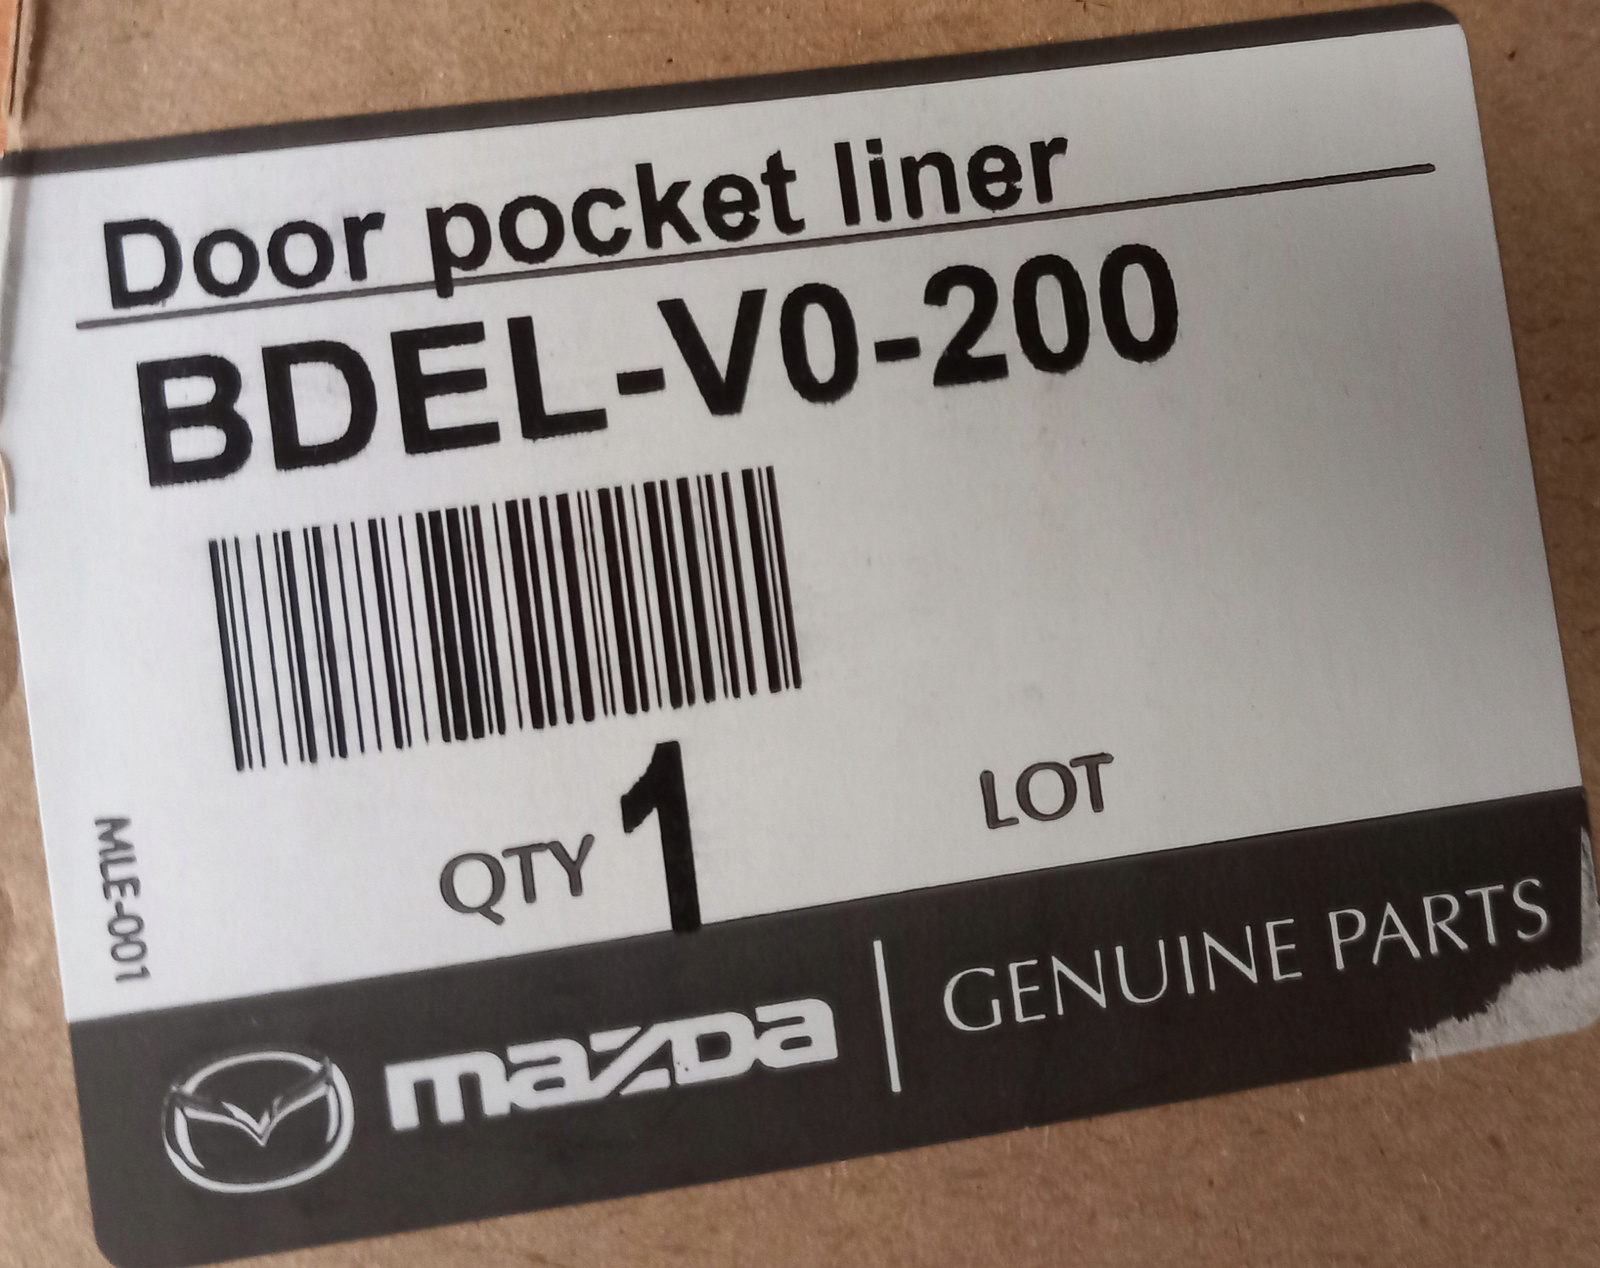 Door pocket liner
BDEL-V0-200
QTY 1 LOT
MLE-001
mazda | GENUINE PARTS